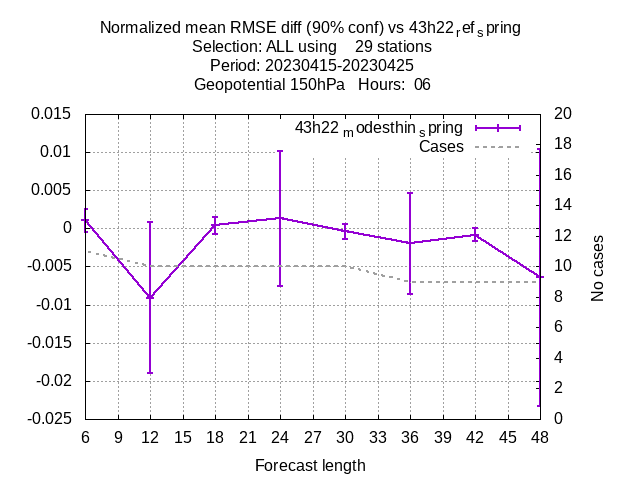 Normalized mean RMSE diff (90% conf) vs 43h22refspring
Selection: ALL using 29 stations
Period: 20230415-20230425
Geopotential 150hPa Hours: 06
0.015 20
43h22modesthinspring 18
0.01 Cases
16
0.005 14
0 12
-0.005 10
-0.01 8
6
-0.015 4
-0.02 2
-0.025 0
No cases
6 9 12 15 18 21 24 27 30 33 36 39 42 45 48
Forecast length